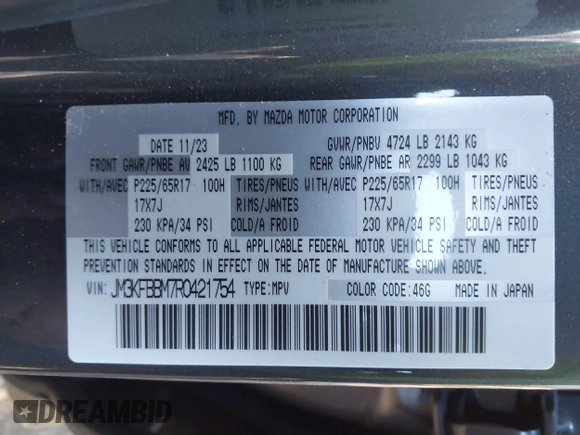 MFD. BY MAZDA MOTOR CORPORATION
DATE 11/23 GVWR/PNBV 4724 LB 2143 KG
FRONT GAWR/PNBE AV 2425 LB 1100 KG REAR GAWR/PNBE AR 2299 LB 1043 KG
WITH/AVEC P225/65R17 100H TIRES/PNEUS WITH/AVEC P225/65R17 100H TIRES/PNEUS
17X7J RIMS/JANTES 17X7J RIMS/JANTES
230 KPA/34 PSI COLD/A FROID 230 KPA/34 PSI COLD/A FROID
THIS VEHICLE CONFORMS TO ALL APPLICABLE FEDERAL MOTOR VEHICLE SAFETY AND THEFT
PREVENTION STANDARDS IN EFFECT ON THE DATE OF MANUFACTURE SHOWN ABOVE.
VIN: JM3KFBBM7R0421754 TYPE: MPV COLOR CODE: 46G MADE IN JAPAN
DREAMBID